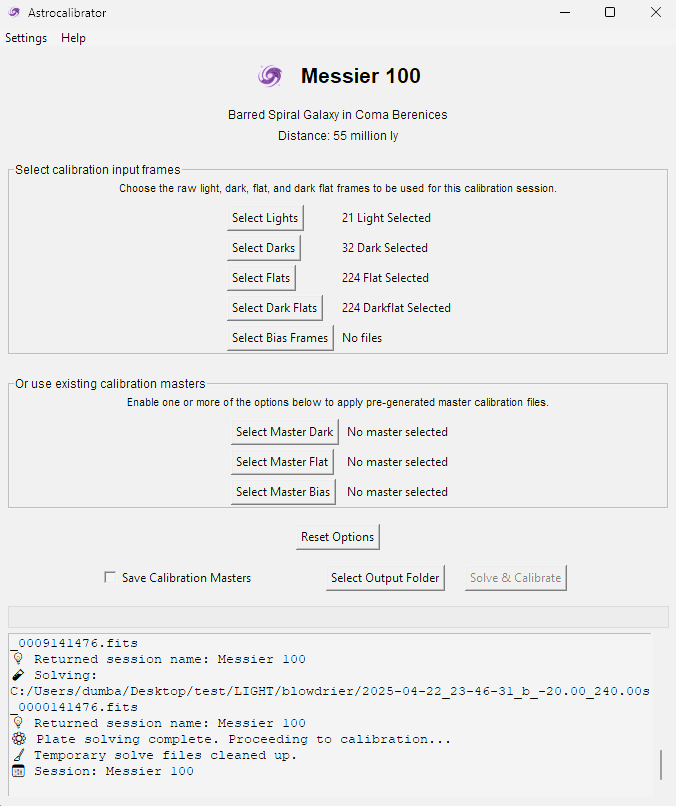 Astrocalibrator
Settings Help
Messier 100
Barred Spiral Galaxy in Coma Berenices
Distance: 55 million ly
Select calibration input frames
Choose the raw light, dark, flat, and dark flat frames to be used for this calibration session.
Select Lights 21 Light Selected
Select Darks 32 Dark Selected
Select Flats 224 Flat Selected
Select Dark Flats 224 Darkflat Selected
Select Bias Frames No files
Or use existing calibration masters
Enable one or more of the options below to apply pre-generated master calibration files.
Select Master Dark No master selected
Select Master Flat No master selected
Select Master Bias No master selected
Reset Options
Save Calibration Masters Select Output Folder Solve & Calibrate
_0009141476.fits
Returned session name: Messier 100
Solving:
C:/Users/dumba/Desktop/test/LIGHT/blowdrier/2025-04-22_23-46-31_b_-20.00_240.00s
_0000141476.fits
Returned session name: Messier 100
Plate solving complete. Proceeding to calibration...
Temporary solve files cleaned up.
Session: Messier 100